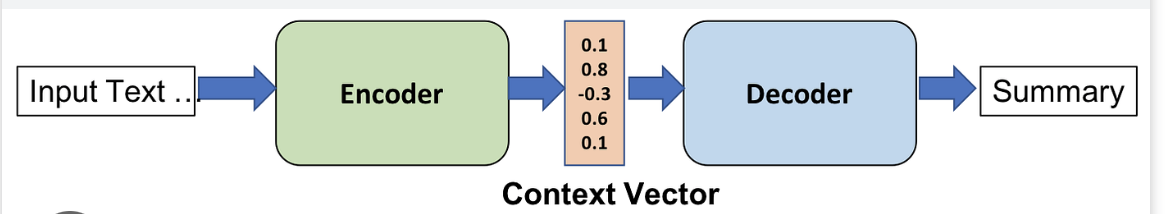 Input Text ...
Encoder
0.1
0.8
-0.3
0.6
0.1
Decoder
Summary
Context Vector